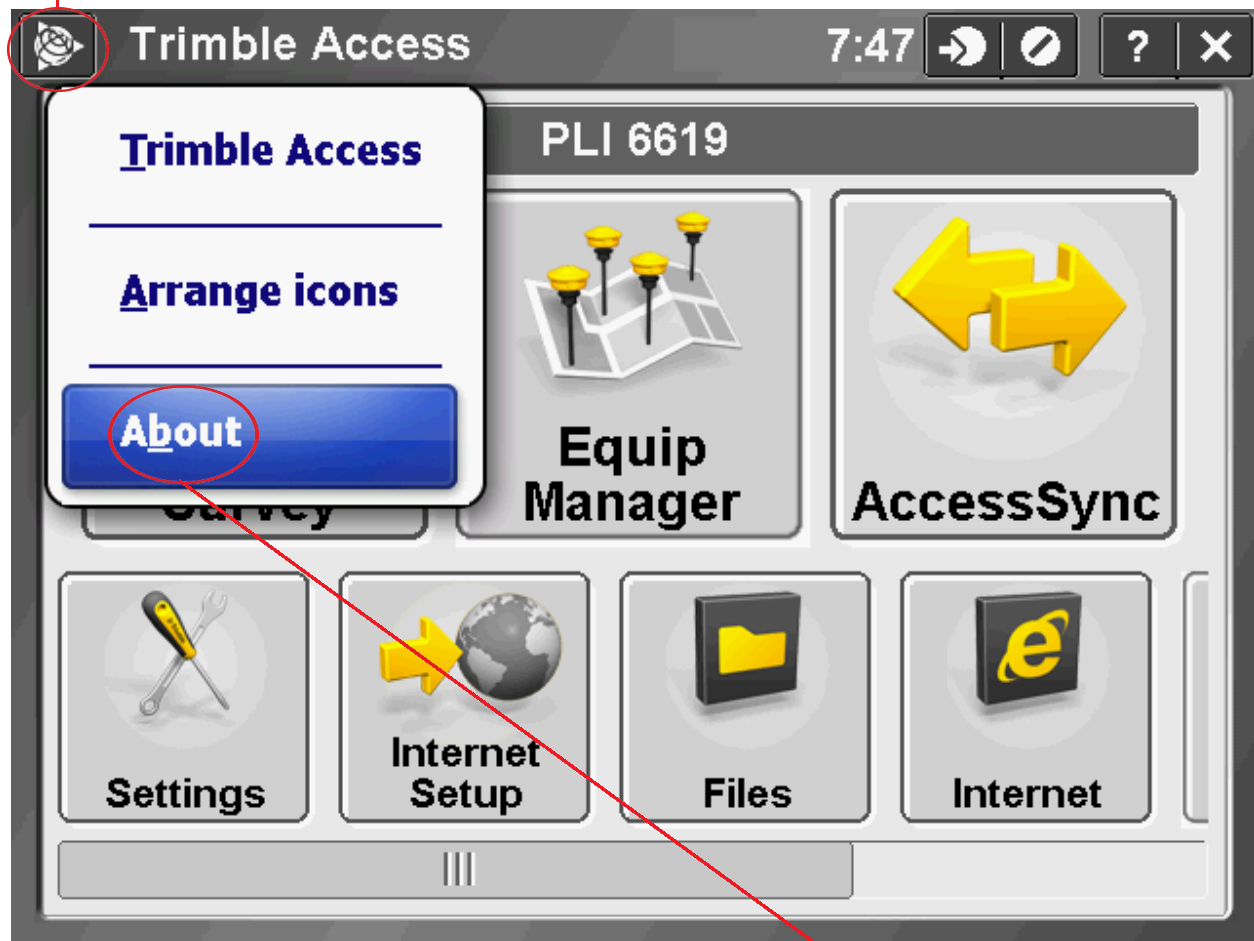 Trimble Access
7:47
?
PLI 6619
Trimble Access
Arrange icons
About
Equip
Manager
AccessSync
Settings
Internet
Setup
Files
Internet